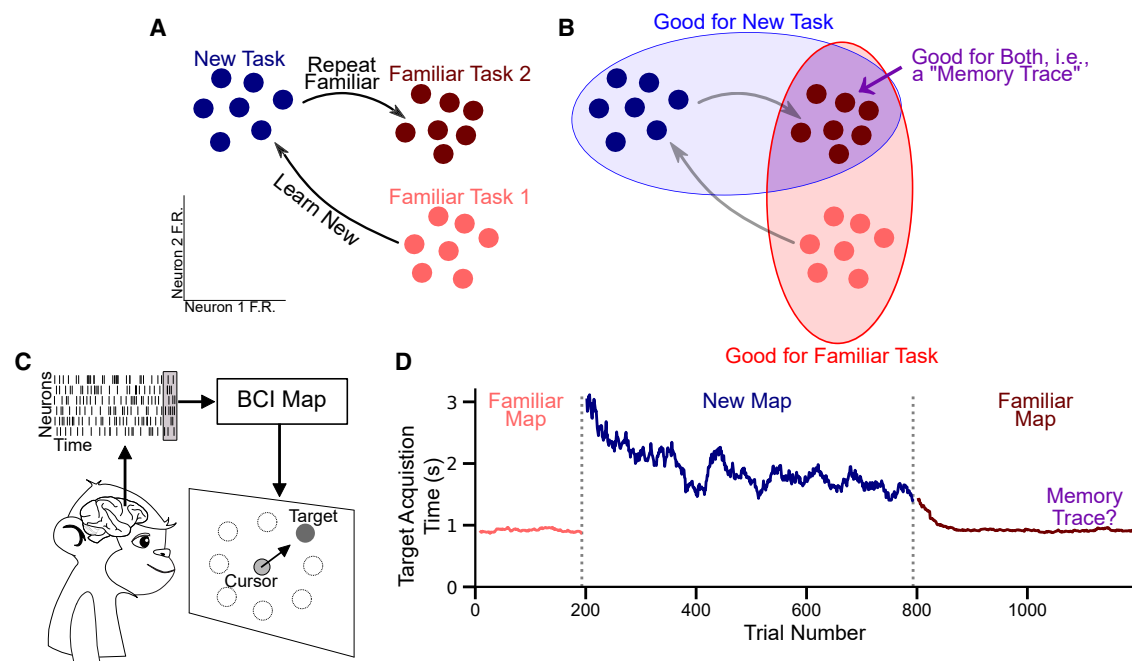 A
New Task
Repeat
Familiar
Familiar Task 2
Learn New
Familiar Task 1
Neuron 2 F.R.
Neuron 1 F.R.
B
Good for New Task
Good for Both, i.e.,
a "Memory Trace"
Good for Familiar Task
C
Neurons
Time
BCI Map
Target
Cursor
D
Target Acquistion
Time (s)
3
2
1
0
Familiar
Map
New Map
Familiar
Map
Memory
Trace?
0
200
400
600
800
1000
Trial Number